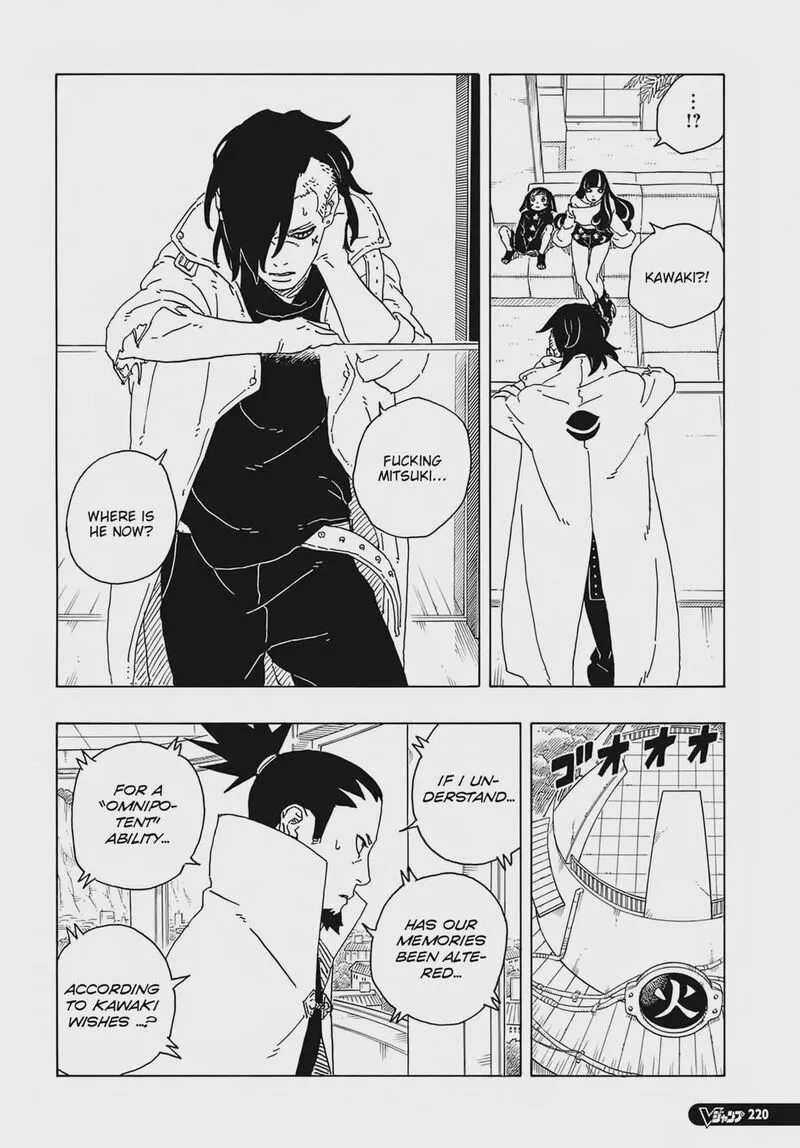 ...
!?
KAWAKI?!
FUCKING
MITSUKI...
WHERE IS
HE NOW?
ゴオオオ
火
IF I UN-
DERSTAND...
HAS OUR
MEMORIES
BEEN ALTE-
RED...
FOR A
"OMNIPO-
TENT"
ABILITY...
ACCORDING
TO KAWAKI
WISHES ...?
Vジャンプ 220